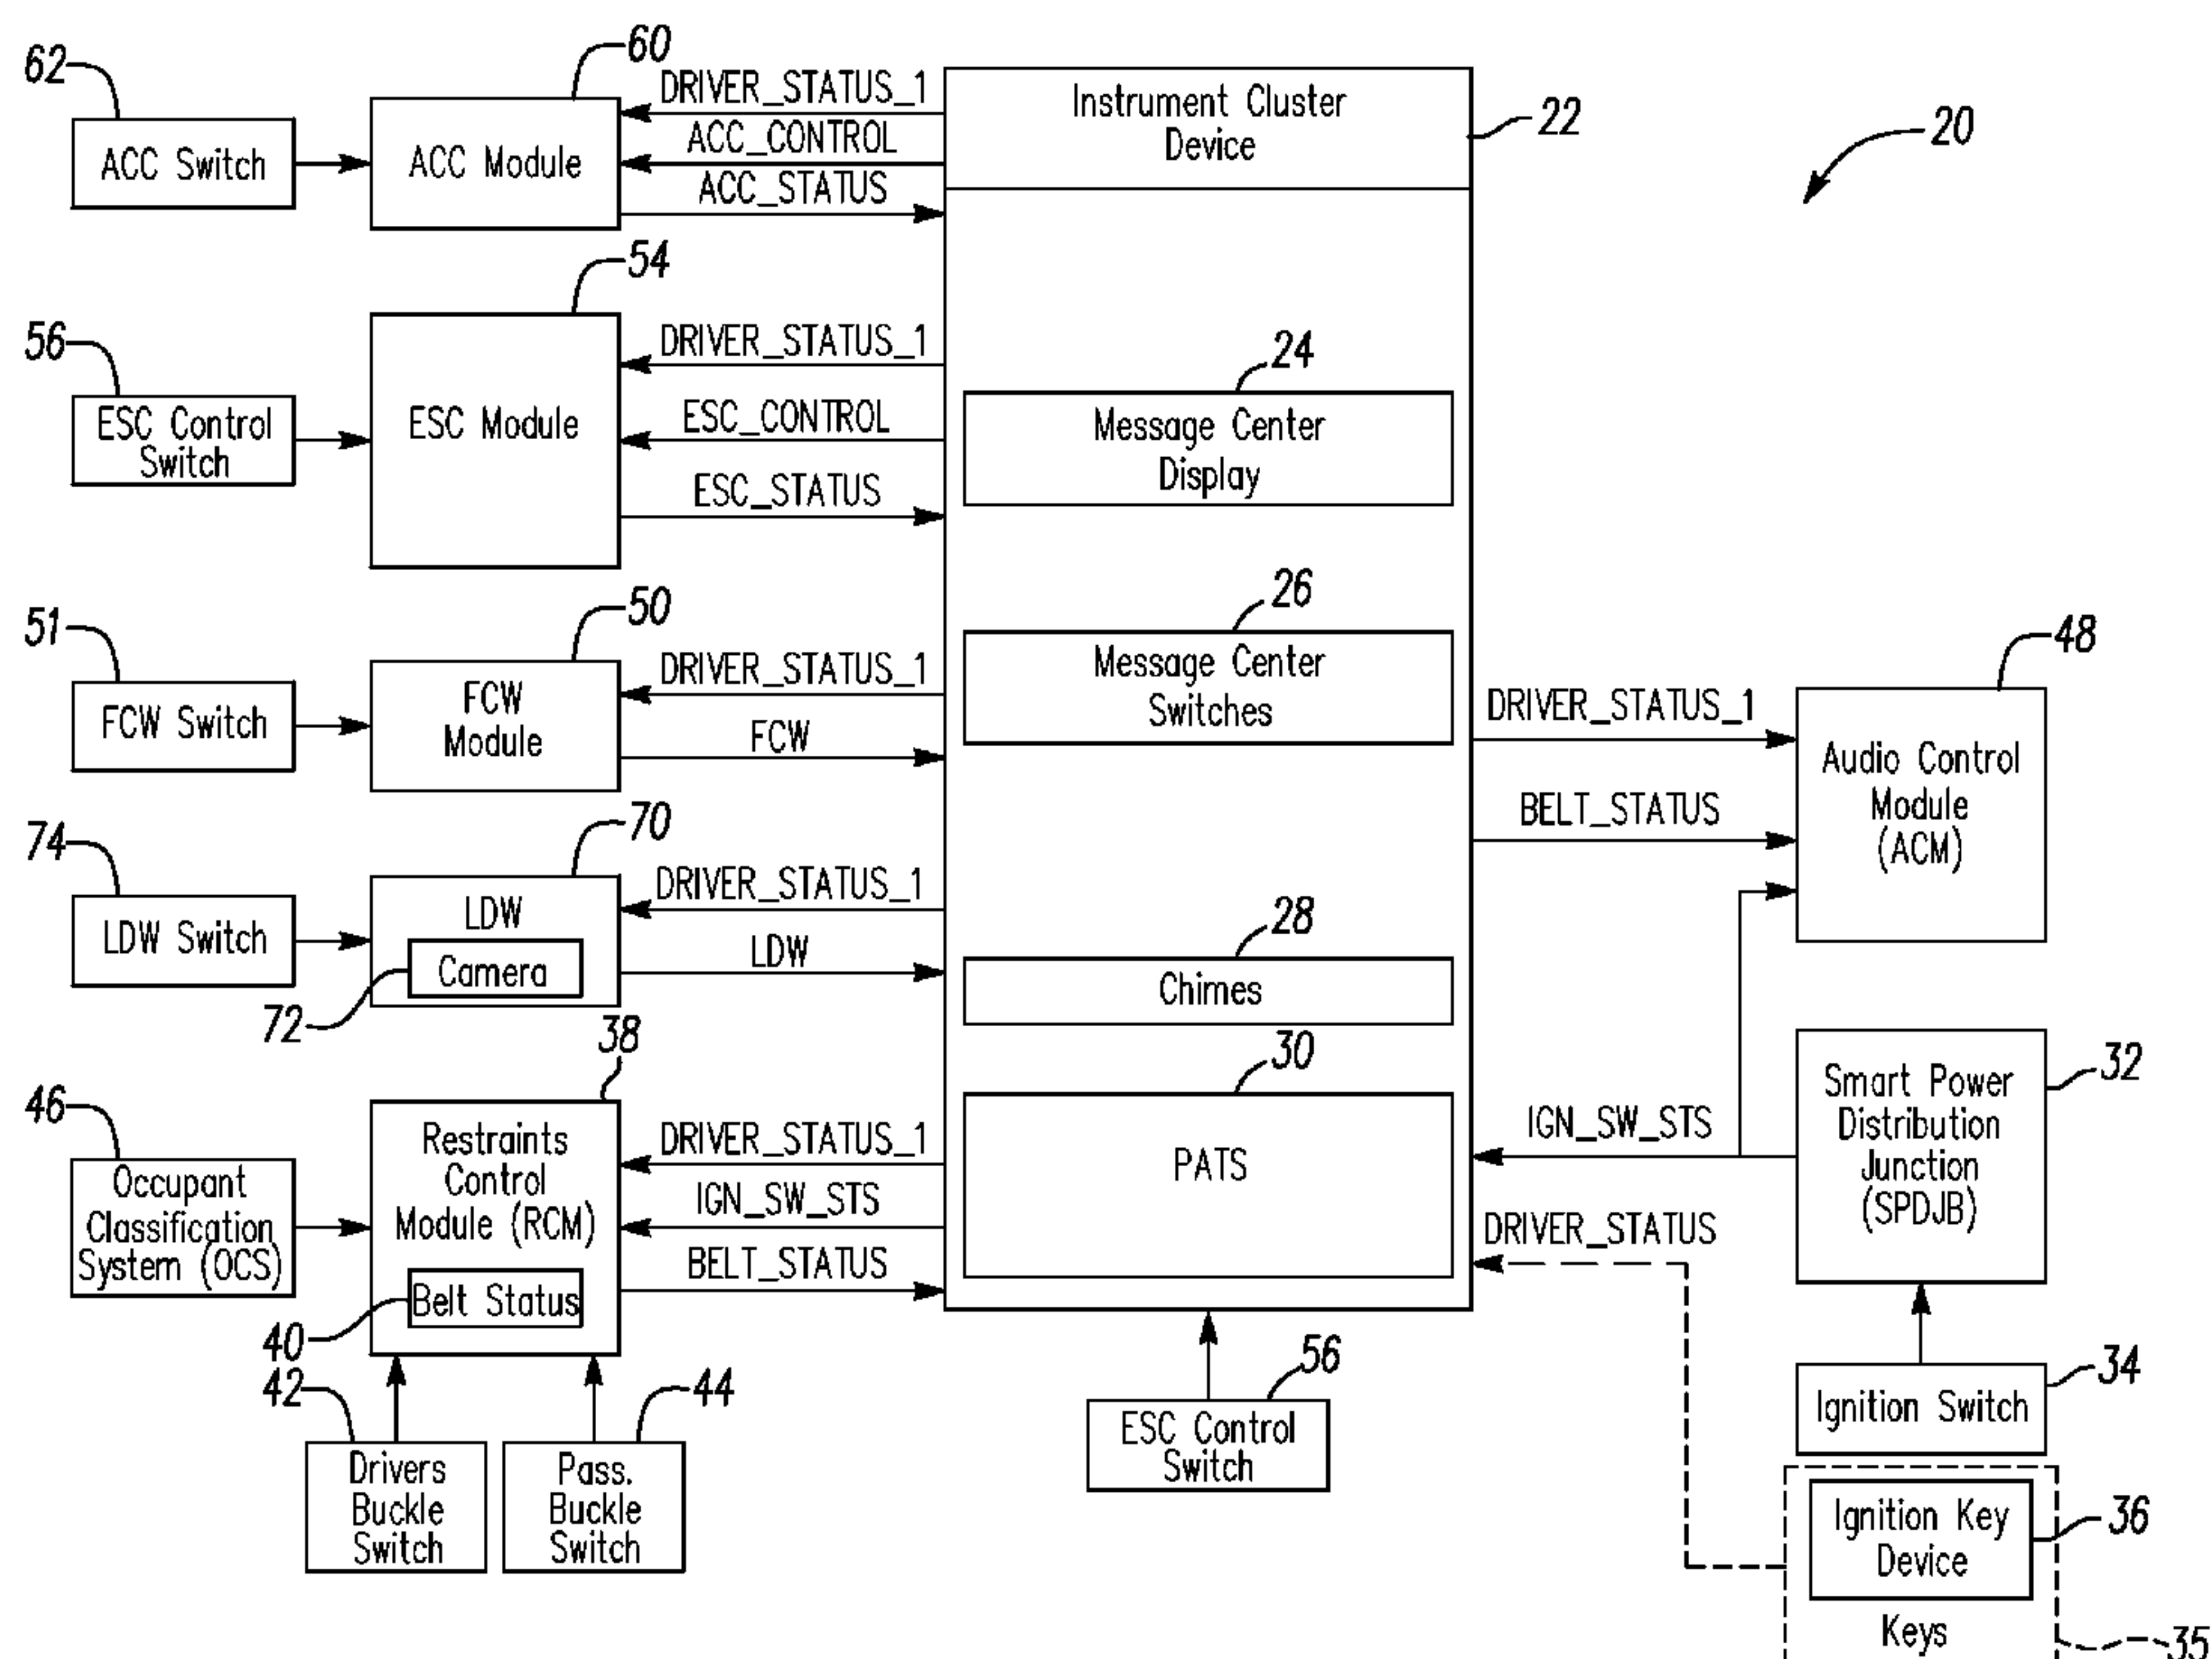 62
60
DRIVER_STATUS_1
ACC Switch
ACC Module
ACC_CONTROL
ACC_STATUS
Instrument Cluster
Device
22
20
54
56
ESC Control
Switch
ESC Module
DRIVER_STATUS_1
ESC_CONTROL
ESC_STATUS
24
Message Center
Display
51
50
FCW Switch
FCW
Module
DRIVER_STATUS_1
FCW
26
Message Center
Switches
DRIVER_STATUS_1
BELT_STATUS
48
Audio Control
Module
(ACM)
74
70
LDW Switch
LDW
Camera
72
DRIVER_STATUS_1
LDW
28
Chimes
38
46
Occupant
Classification
System (OCS)
Restraints
Control
Module (RCM)
Belt Status
40
DRIVER_STATUS_1
IGN_SW_STS
BELT_STATUS
30
PATS
IGN_SW_STS
DRIVER_STATUS
32
Smart Power
Distribution
Junction
(SPDJB)
42
44
Drivers
Buckle
Switch
Pass.
Buckle
Switch
56
ESC Control
Switch
34
Ignition Switch
Ignition Key
Device
36
Keys
35